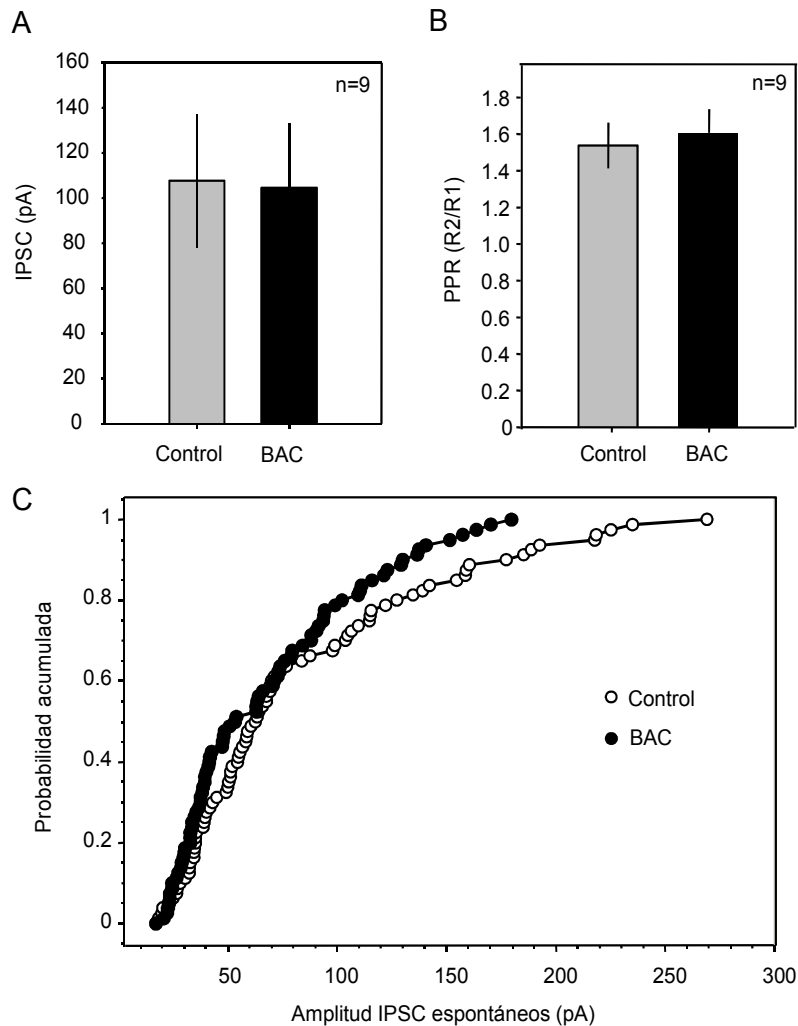 A
160
140
120
100
80
60
40
20
0
IPSC (pA)
n=9
Control
BAC
B
1.8
1.6
1.4
1.2
1.0
0.8
0.6
0.4
0.2
0
PPR (R2/R1)
n=9
Control
BAC
C
1
0.8
0.6
0.4
0.2
0
Probabilidad acumulada
Control
BAC
50
100
150
200
250
300
Amplitud IPSC espontáneos (pA)